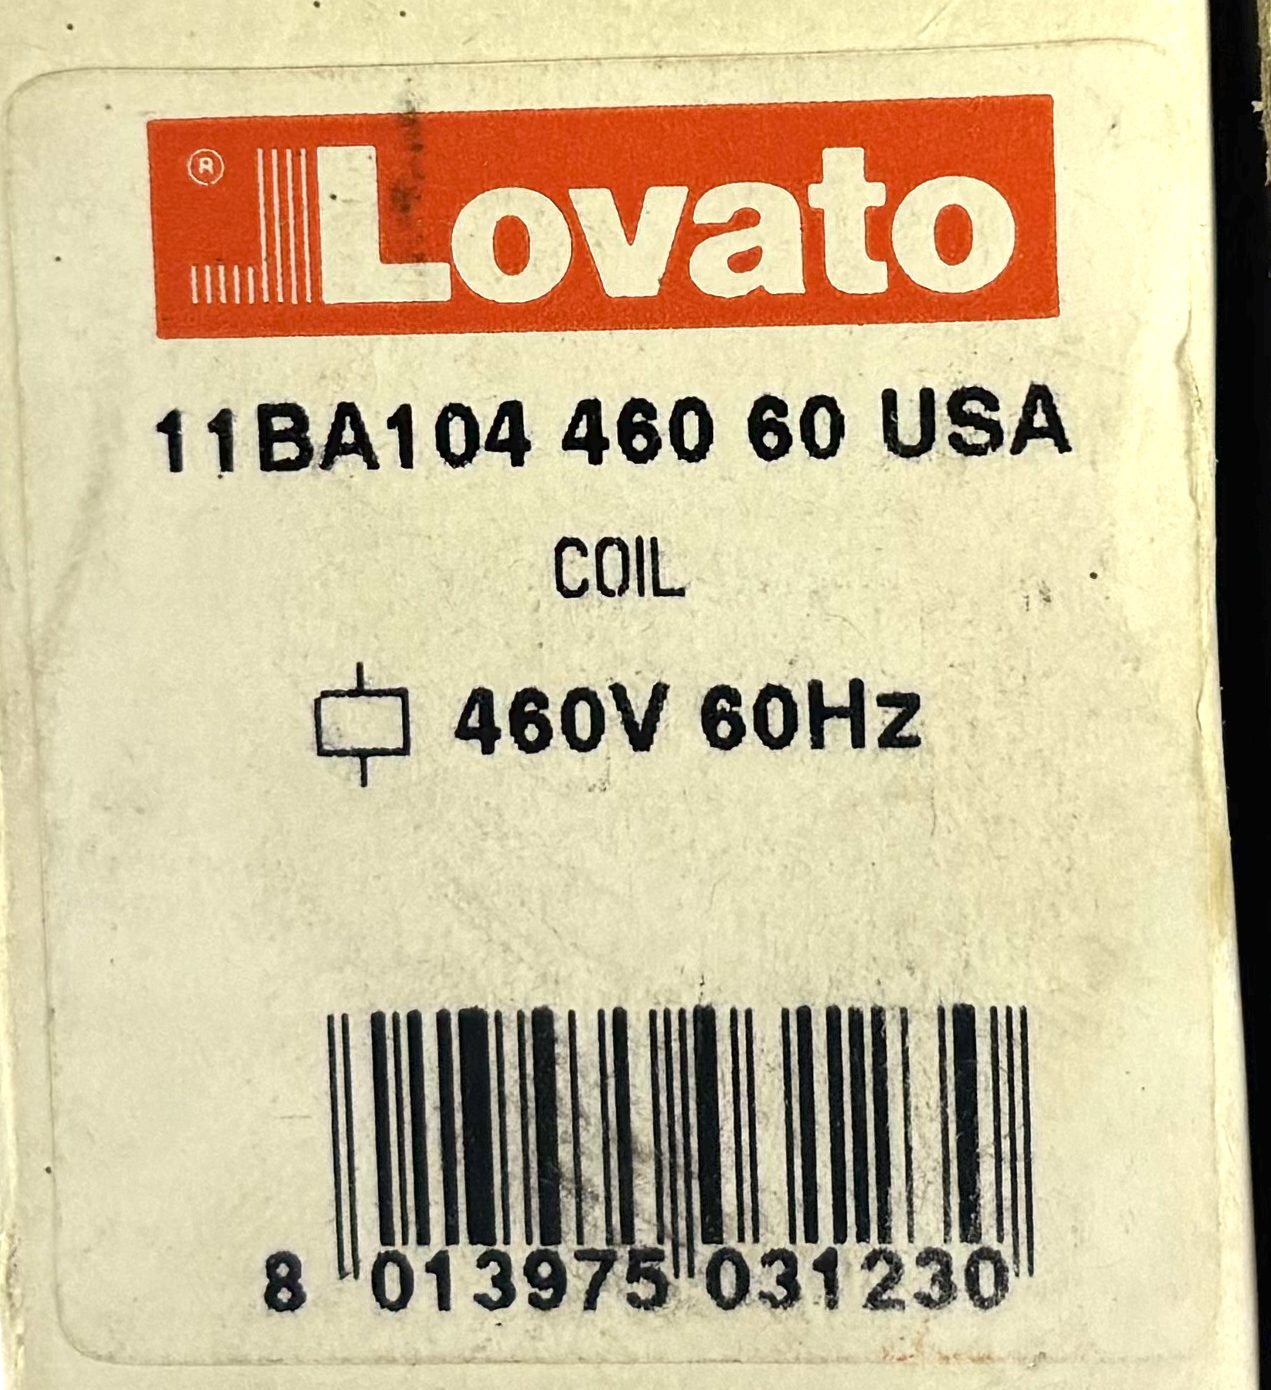 ® Lovato
11BA104 460 60 USA
COIL
460V 60Hz
8 013975 031230